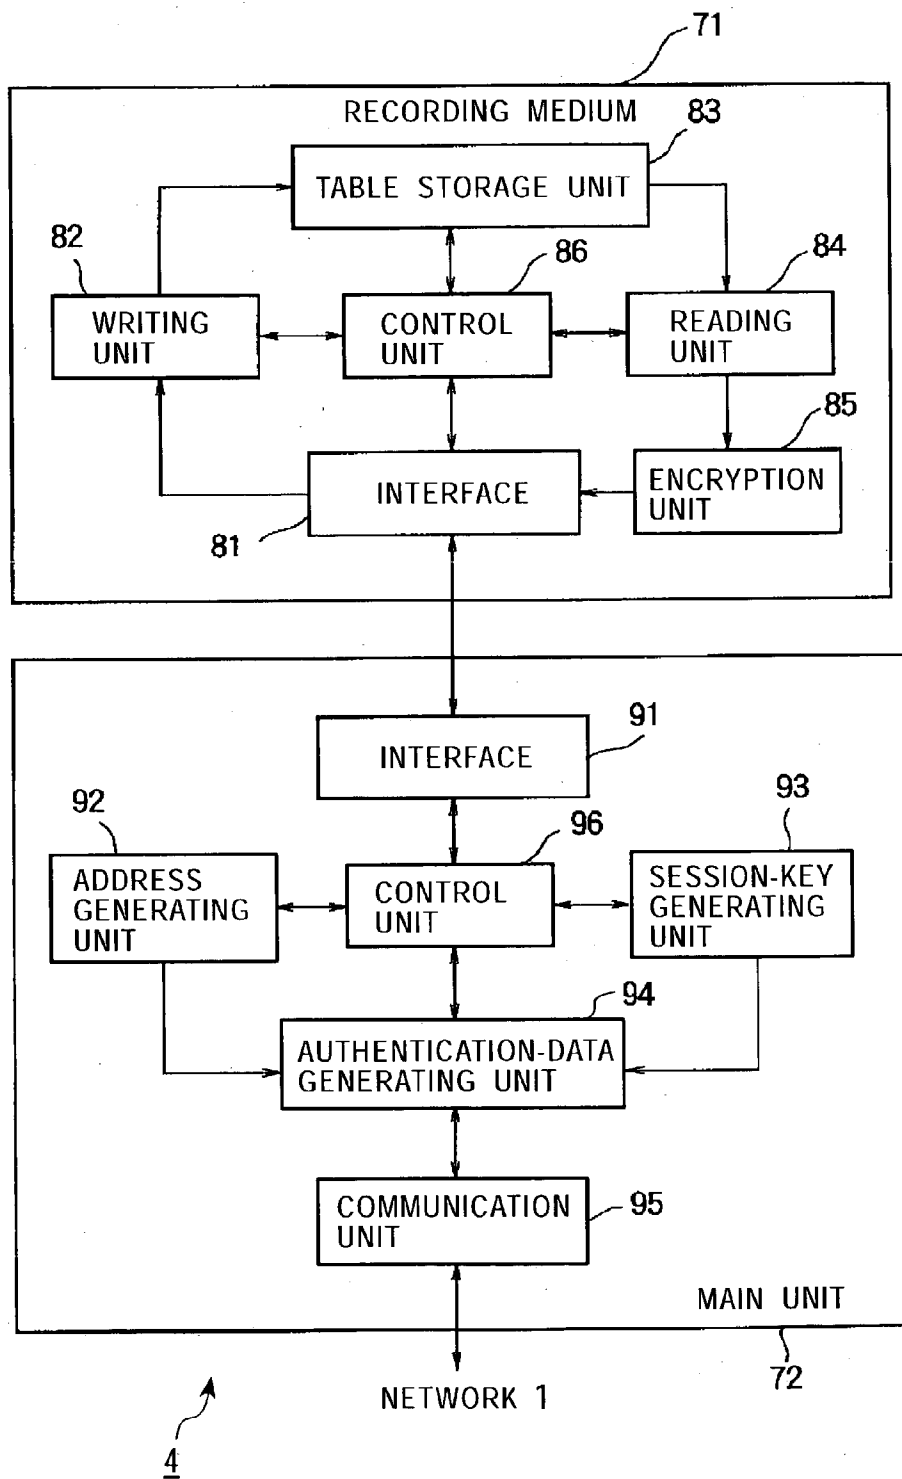 71
RECORDING MEDIUM
83
TABLE STORAGE UNIT
82
86
84
WRITING
UNIT
CONTROL
UNIT
READING
UNIT
85
INTERFACE
ENCRYPTION
UNIT
81
91
INTERFACE
92
96
93
ADDRESS
GENERATING
UNIT
CONTROL
UNIT
SESSION-KEY
GENERATING
UNIT
94
AUTHENTICATION-DATA
GENERATING UNIT
COMMUNICATION
UNIT
95
MAIN UNIT
72
NETWORK 1
4